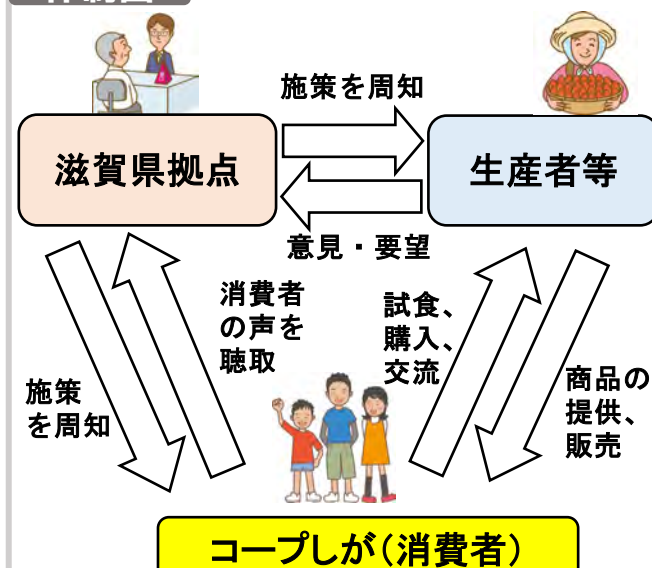 施策を周知
滋賀県拠点
生産者等
意見・要望
消費者
の声を
聴取
試食、
購入、
交流
施策
を周知
商品の
提供、
販売
コープしが(消費者)